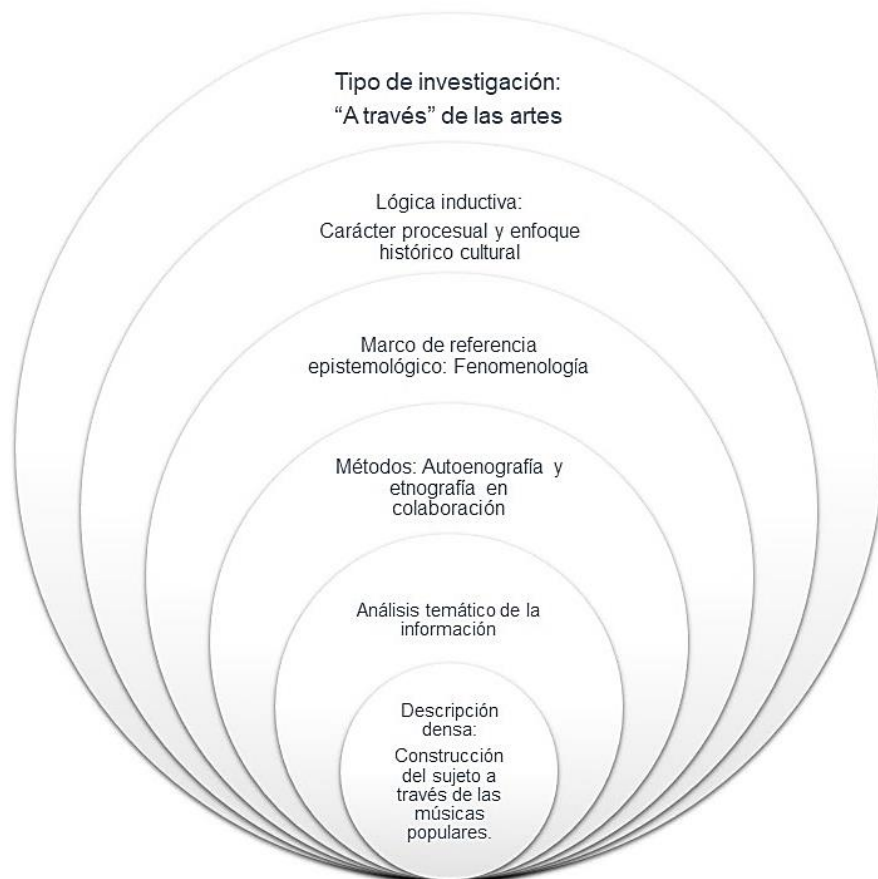 Tipo de investigación:
“A través” de las artes
Lógica inductiva:
Carácter procesual y enfoque
histórico cultural
Marco de referencia
epistemológico: Fenomenología
Métodos: Autoenografía y
etnografía en
colaboración
Análisis temático de la
información
Descripción
densa:
Construcción
del sujeto a
través de las
músicas
populares.